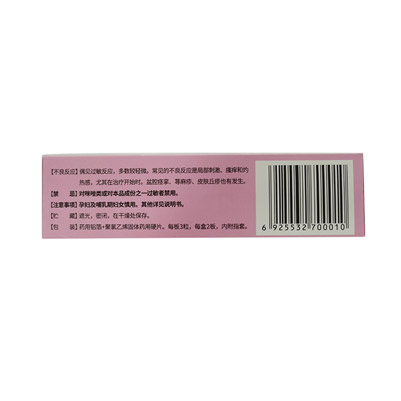 [不良反应] 偶见过敏反应,多数较轻微。常见的不良反应是局部刺激,瘙痒和灼
热感,尤其在治疗开始时。盆腔痉挛、荨麻疹、皮肤丘疹也有发生。
[禁 忌] 对咪唑类或对本品成份之一过敏者禁用。
[注意事项] 孕妇及哺乳期妇女慎用。其他详见说明书。
[贮 藏] 遮光,密闭,在干燥处保存。
[包 装] 药用铝箔+聚氯乙烯固体药用硬片,每板3粒,每盒2板,内附指套。
6 925532 700010